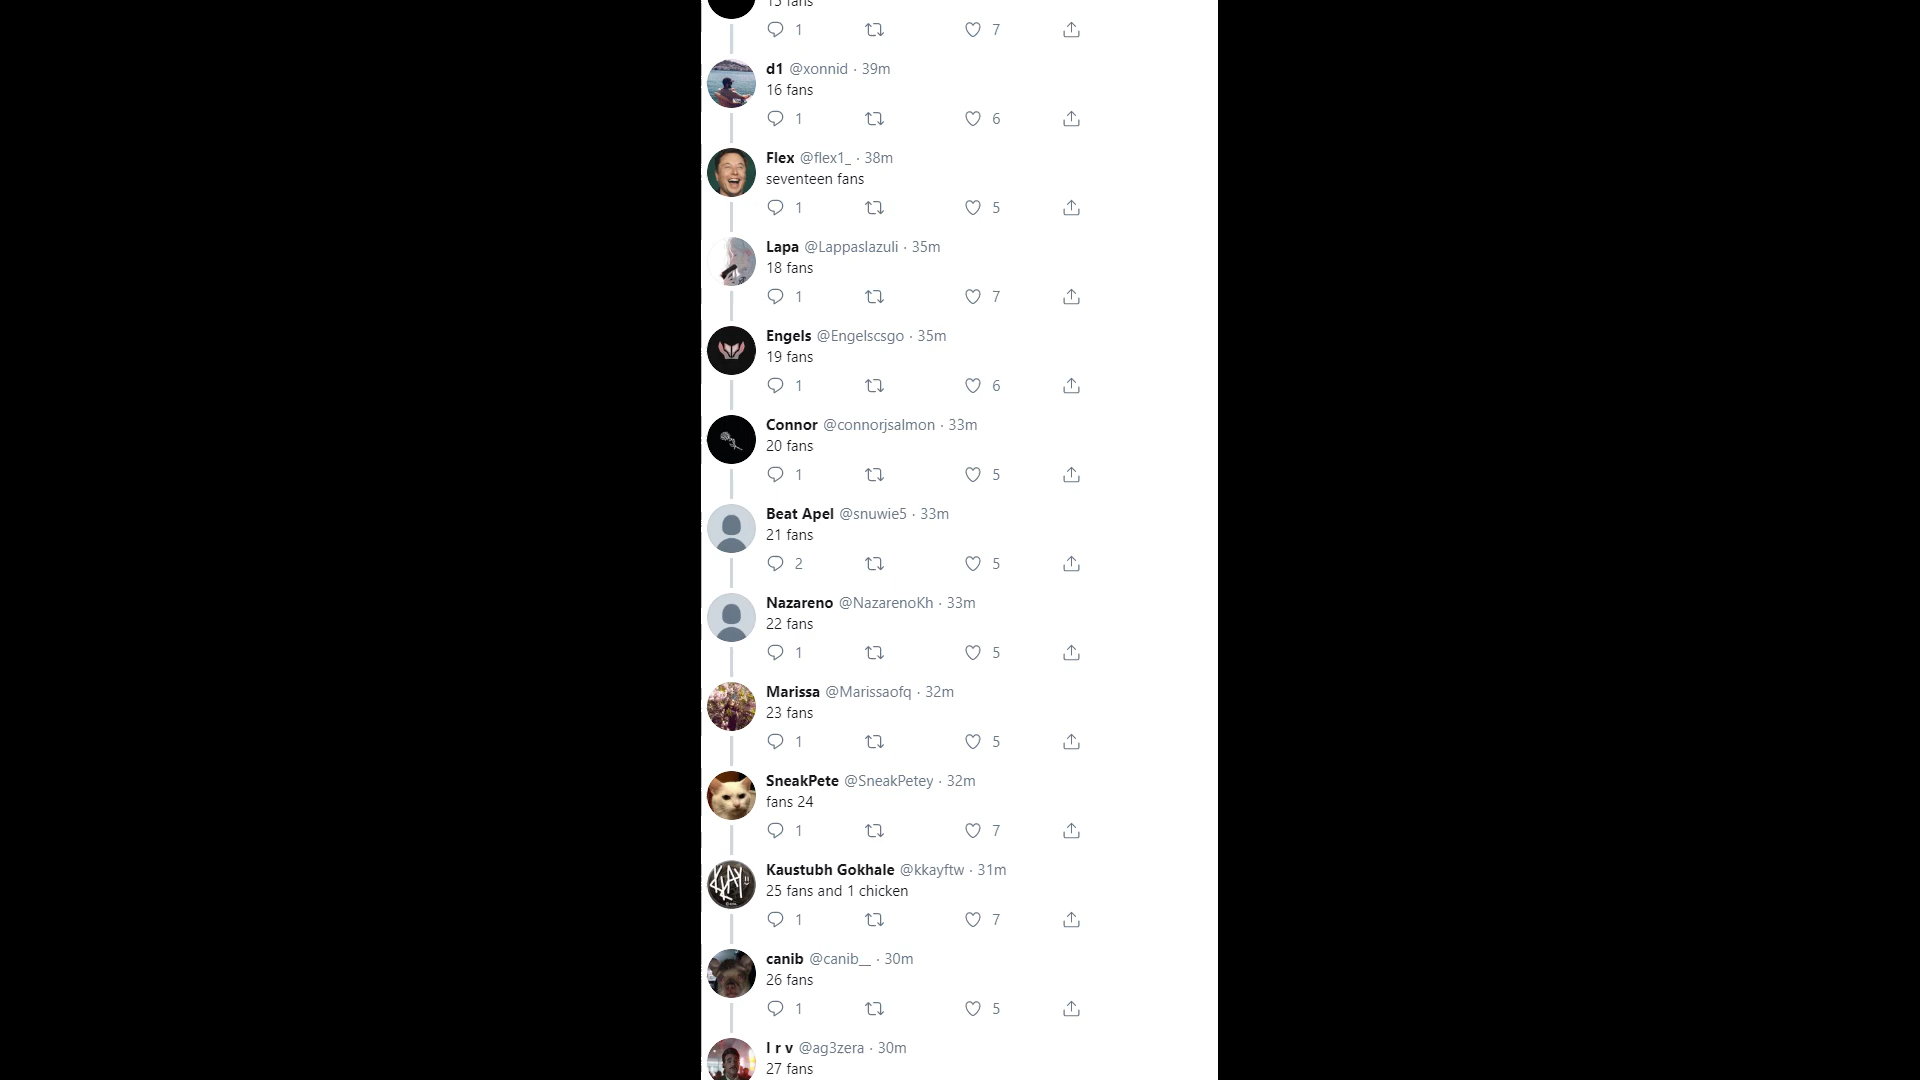 15 fans
1 7
d1 @xonnid · 39m
16 fans
1 6
Flex @flex1_ · 38m
seventeen fans
1 5
Lapa @Lappaslazuli · 35m
18 fans
1 7
Engels @Engelscsgo · 35m
19 fans
1 6
Connor @connorjsalmon · 33m
20 fans
1 5
Beat Apel @snuwie5 · 33m
21 fans
2 5
Nazareno @NazarenoKh · 33m
22 fans
1 5
Marissa @Marissaofq · 32m
23 fans
1 5
SneakPete @SneakPetey · 32m
fans 24
1 7
Kaustubh Gokhale @kkayftw · 31m
25 fans and 1 chicken
1 7
canib @canib__ · 30m
26 fans
1 5
I r v @ag3zera · 30m
27 fans